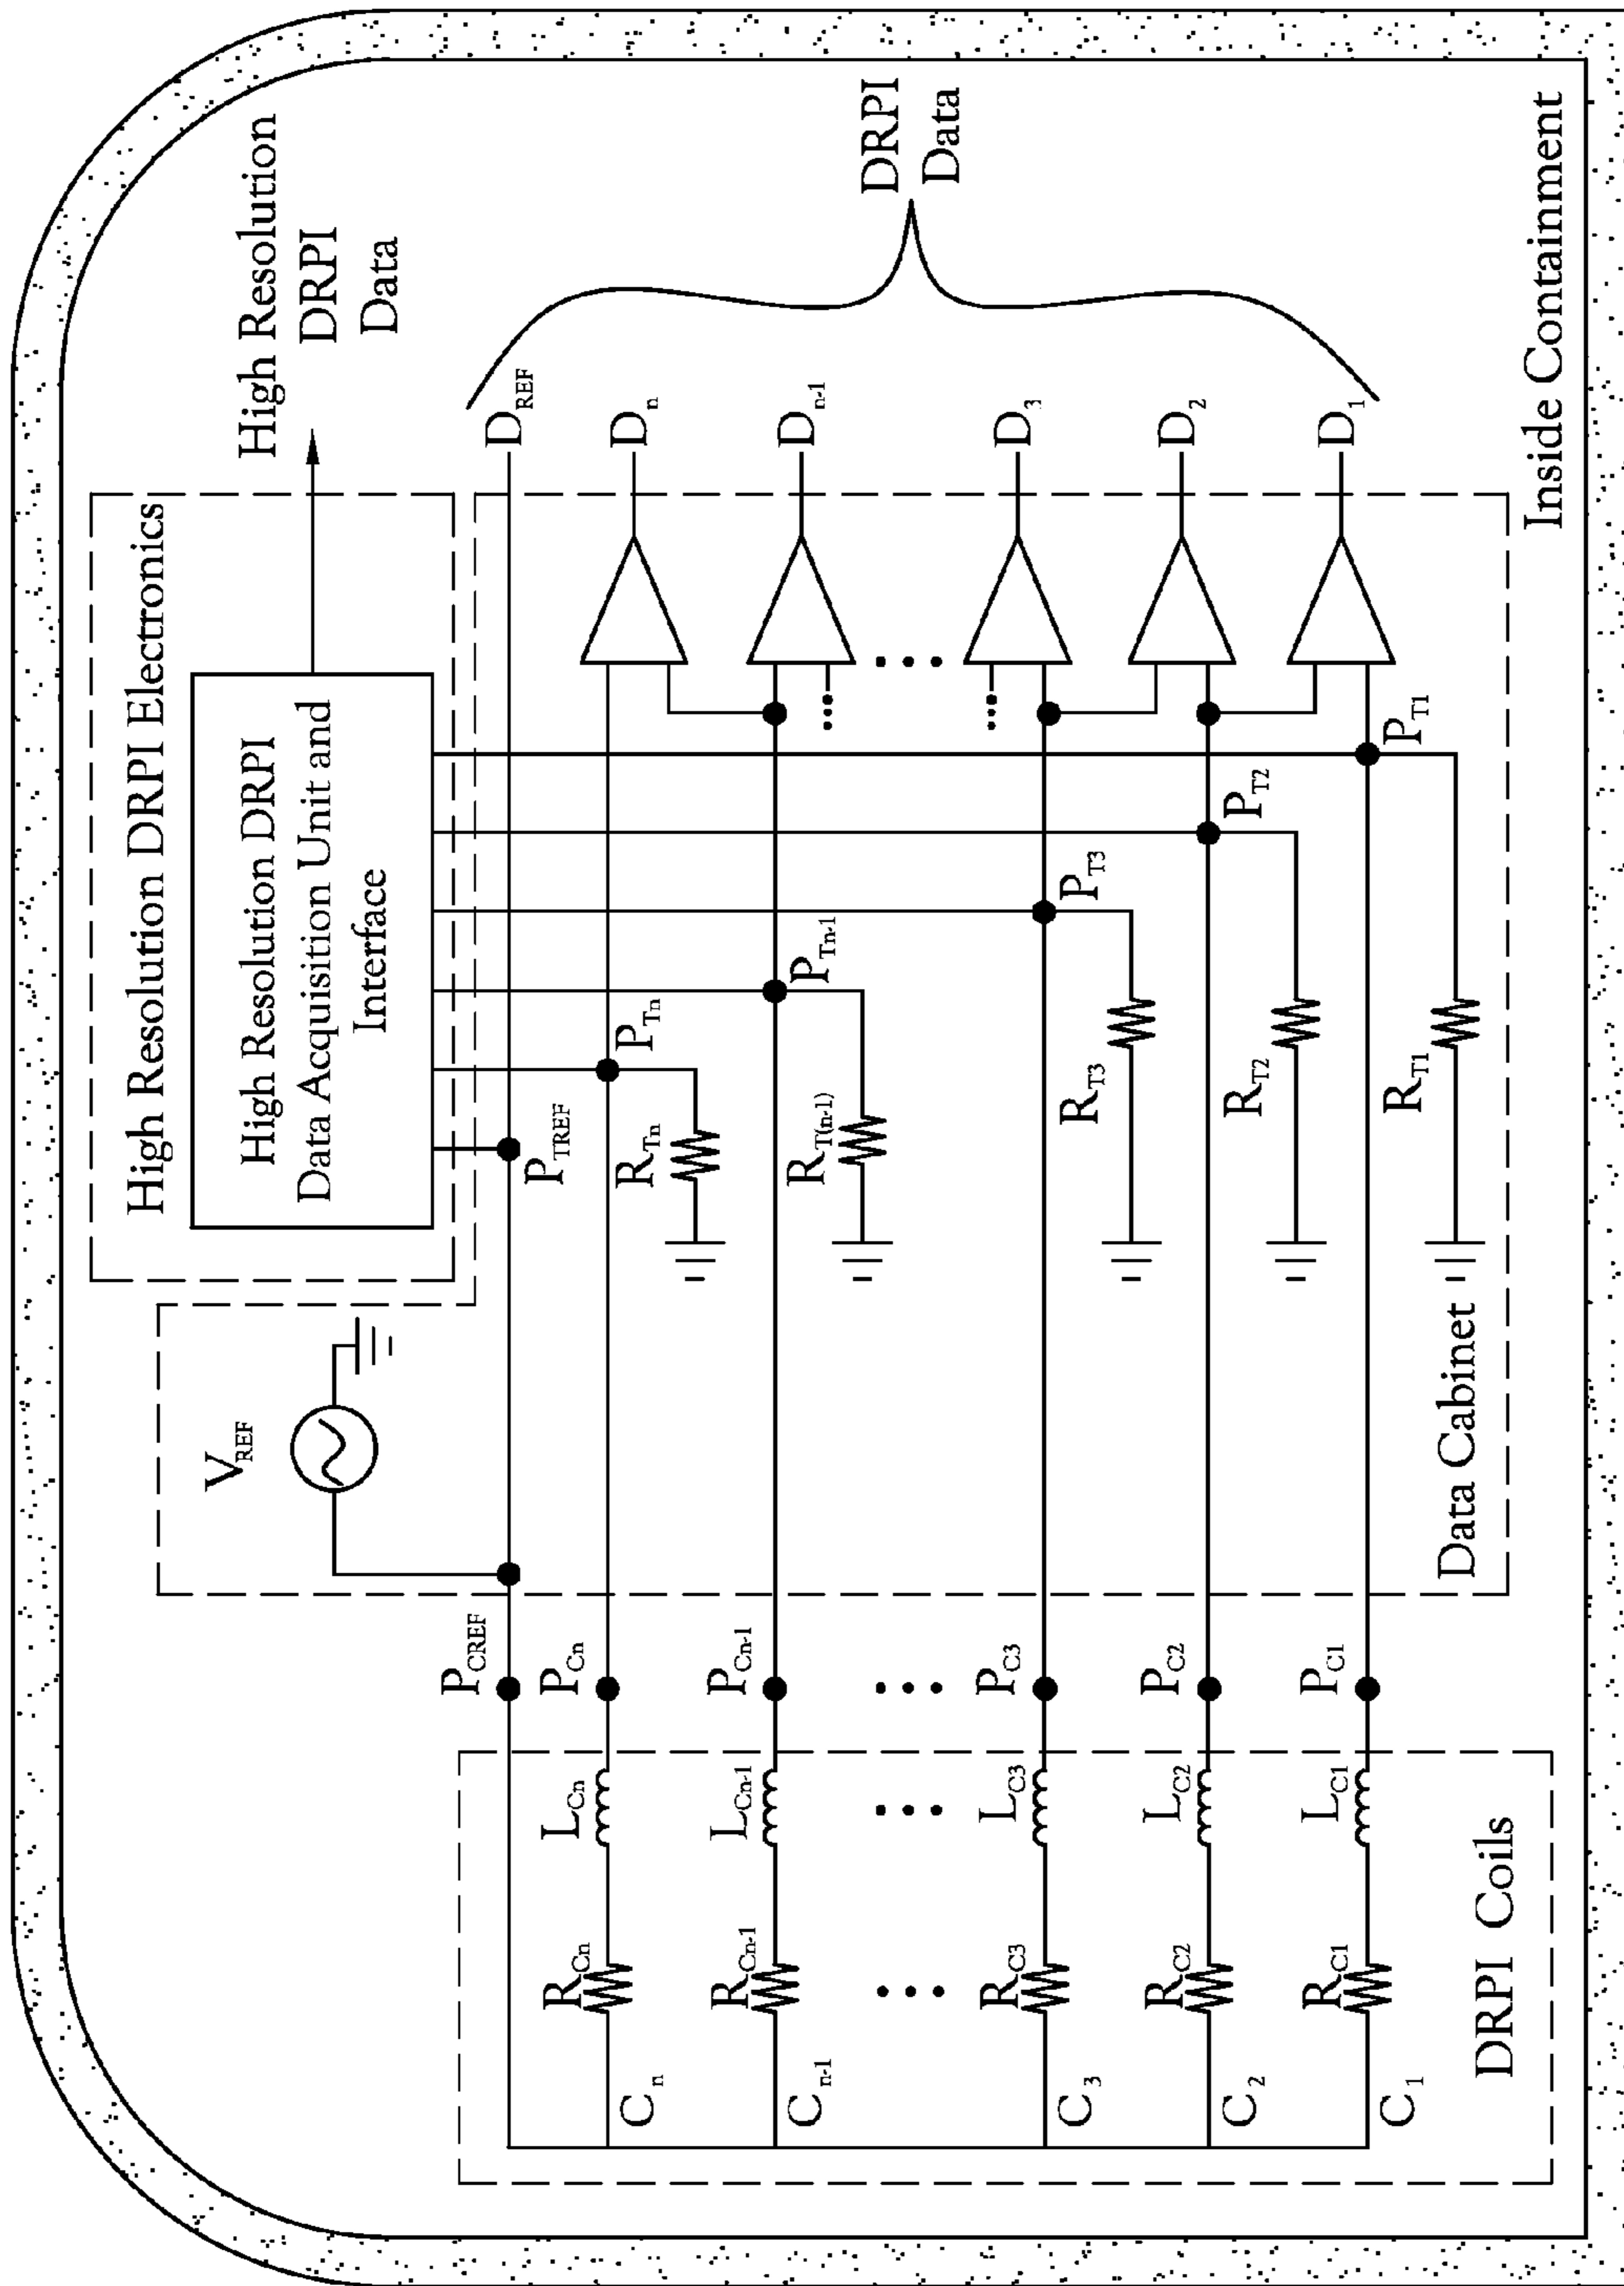 High Resolution DRPI Electronics
High Resolution DRPI
Data Acquisition Unit and
Interface
High Resolution
DRPI
Data
V_REF
P_CREF
P_TREF
D_REF
C_n
R_Cn
L_Cn
P_Cn
R_Tn
P_Tn
D_n
C_n-1
R_Cn-1
L_Cn-1
P_Cn-1
R_T(n-1)
P_Tn-1
D_n-1
DRPI
Data
C_3
R_C3
L_C3
P_C3
R_T3
P_T3
D_3
C_2
R_C2
L_C2
P_C2
R_T2
P_T2
D_2
C_1
R_C1
L_C1
P_C1
R_T1
P_T1
D_1
DRPI Coils
Data Cabinet
Inside Containment